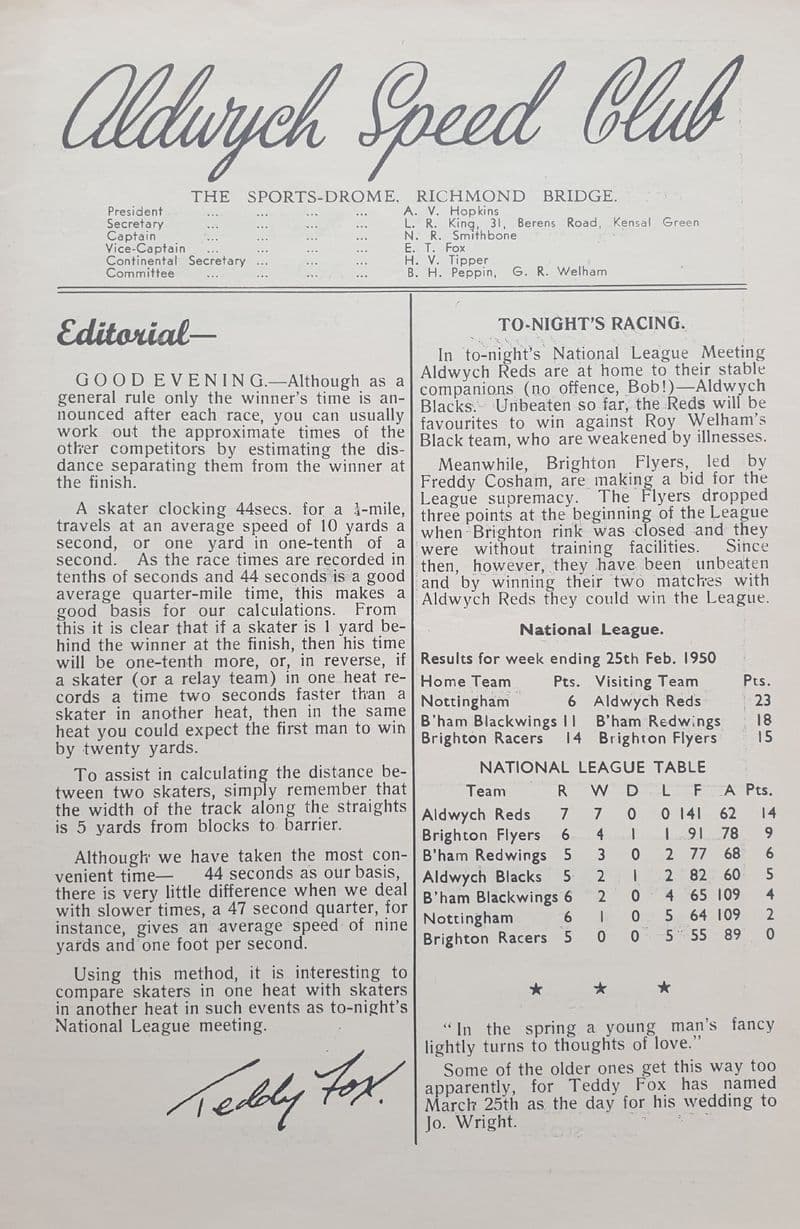 Aldwych Speed Club
THE SPORTS-DROME, RICHMOND BRIDGE.
President ... ... ... ... A. V. Hopkins
Secretary ... ... ... ... L. R. King, 31, Berens Road, Kensal Green
Captain ... ... ... ... N. R. Smithbone
Vice-Captain ... ... ... ... E. T. Fox
Continental Secretary ... ... ... ... H. V. Tipper
Committee ... ... ... ... B. H. Peppin, G. R. Welham
Editorial—
GOOD EVENING.—Although as a
general rule only the winner's time is an-
nounced after each race, you can usually
work out the approximate times of the
other competitors by estimating the dis-
dance separating them from the winner at
the finish.
A skater clocking 44secs. for a ¼-mile,
travels at an average speed of 10 yards a
second, or one yard in one-tenth of a
second. As the race times are recorded in
tenths of seconds and 44 seconds is a good
average quarter-mile time, this makes a
good basis for our calculations. From
this it is clear that if a skater is 1 yard be-
hind the winner at the finish, then his time
will be one-tenth more, or, in reverse, if
a skater (or a relay team) in one heat re-
cords a time two seconds faster than a
skater in another heat, then in the same
heat you could expect the first man to win
by twenty yards.
To assist in calculating the distance be-
tween two skaters, simply remember that
the width of the track along the straights
is 5 yards from blocks to barrier.
Although we have taken the most con-
venient time— 44 seconds as our basis,
there is very little difference when we deal
with slower times, a 47 second quarter, for
instance, gives an average speed of nine
yards and one foot per second.
Using this method, it is interesting to
compare skaters in one heat with skaters
in another heat in such events as to-night's
National League meeting.
Teddy Fox.
TO-NIGHT'S RACING.
In to-night's National League Meeting
Aldwych Reds are at home to their stable
companions (no offence, Bob!)—Aldwych
Blacks. Unbeaten so far, the Reds will be
favourites to win against Roy Welham's
Black team, who are weakened by illnesses.
Meanwhile, Brighton Flyers, led by
Freddy Cosham, are making a bid for the
League supremacy. The Flyers dropped
three points at the beginning of the League
when Brighton rink was closed and they
were without training facilities. Since
then, however, they have been unbeaten
and by winning their two matches with
Aldwych Reds they could win the League.
National League.
Results for week ending 25th Feb. 1950
Home Team Pts. Visiting Team Pts.
Nottingham 6 Aldwych Reds 23
B'ham Blackwings 11 B'ham Redwings 18
Brighton Racers 14 Brighton Flyers 15
NATIONAL LEAGUE TABLE
Team R W D L F A Pts.
Aldwych Reds 7 7 0 0 141 62 14
Brighton Flyers 6 4 1 1 91 78 9
B'ham Redwings 5 3 0 2 77 68 6
Aldwych Blacks 5 2 1 2 82 60 5
B'ham Blackwings 6 2 0 4 65 109 4
Nottingham 6 1 0 5 64 109 2
Brighton Racers 5 0 0 5 55 89 0
★ ★ ★
"In the spring a young man's fancy
lightly turns to thoughts of love."
Some of the older ones get this way too
apparently, for Teddy Fox has named
March 25th as the day for his wedding to
Jo. Wright.